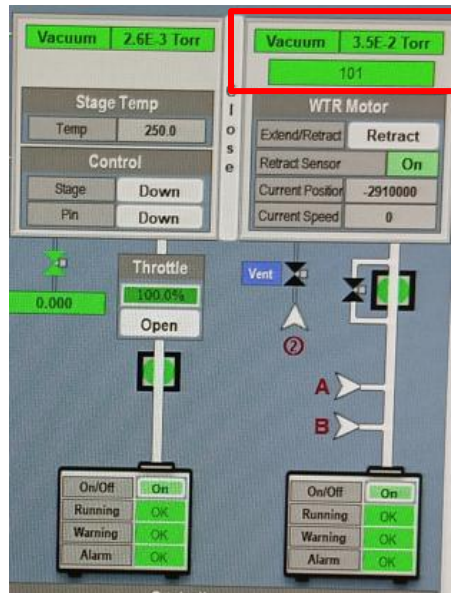 Vacuum 2.6E-3 Torr
Stage Temp
Temp 250.0
Control
Stage Down
Pin Down
Throttle
100.0%
Open
0.000
On/Off On
Running OK
Warning OK
Alarm OK
l
o
s
e
Vacuum 3.5E-2 Torr
101
WTR Motor
Extend/Retract Retract
Retract Sensor On
Current Position -2910000
Current Speed 0
Vent
②
A
B
On/Off On
Running OK
Warning OK
Alarm OK